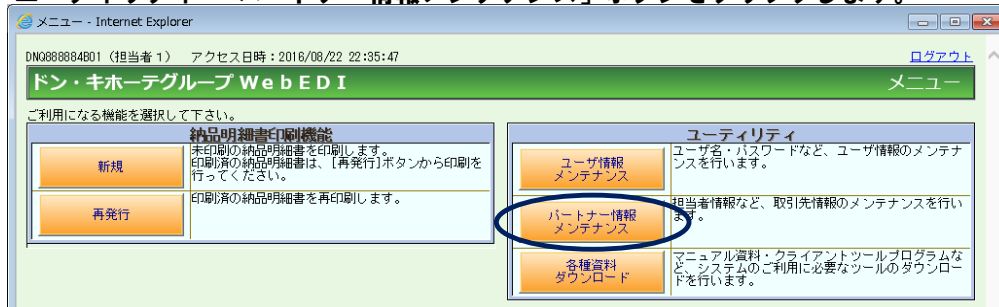 メニュー - Internet Explorer
DNQ888884B01（担当者１） アクセス日時：2016/08/22 22:35:47
ログアウト
ドン・キホーテグループ ＷｅｂＥＤＩ
メニュー
ご利用になる機能を選択して下さい。
納品明細書印刷機能
新規
未印刷の納品明細書を印刷します。
印刷済の納品明細書は、[再発行]ボタンから印刷を
行ってください。
再発行
印刷済の納品明細書を再印刷します。
ユーティリティ
ユーザ情報
メンテナンス
ユーザ名・パスワードなど、ユーザ情報のメンテナ
ンスを行います。
パートナー情報
メンテナンス
担当者情報など、取引先情報のメンテナンスを行い
ます。
各種資料
ダウンロード
マニュアル資料・クライアントツールプログラムな
ど、システムのご利用に必要なツールのダウンロー
ドを行います。